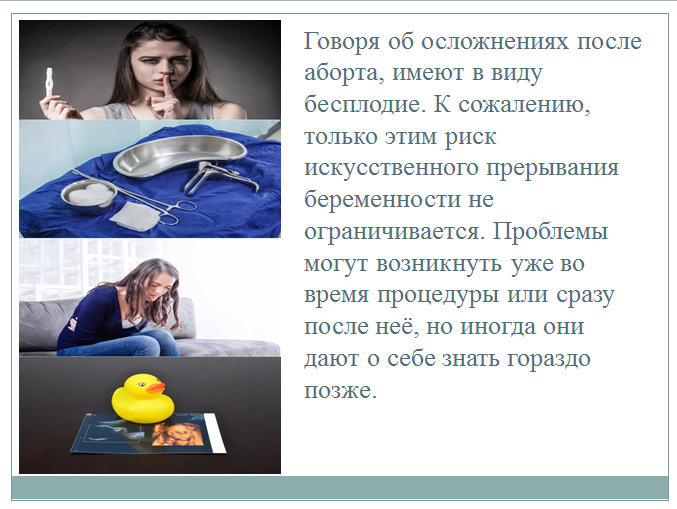 Говоря об осложнениях после
аборта, имеют в виду
бесплодие. К сожалению,
только этим риск
искусственного прерывания
беременности не
ограничивается. Проблемы
могут возникнуть уже во
время процедуры или сразу
после неё, но иногда они
дают о себе знать гораздо
позже.